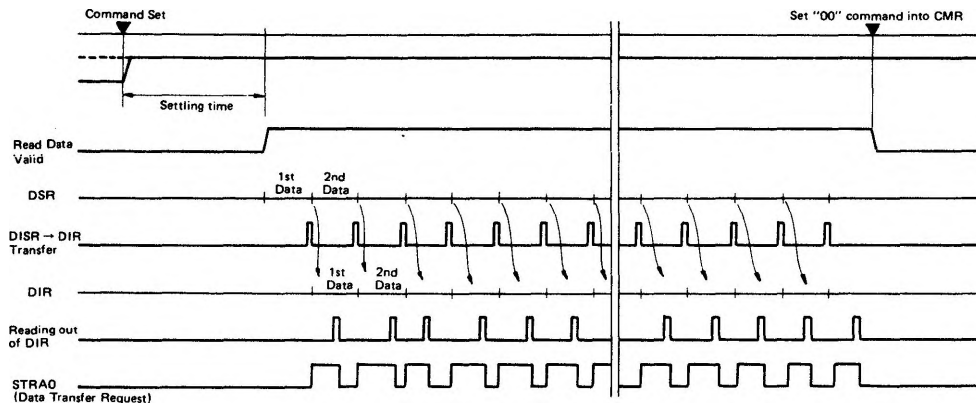 Command Set
Set "00" command into CMR
Settling time
Read Data
Valid
1st
Data
2nd
Data
DSR
DISR → DIR
Transfer
1st
Data
2nd
Data
DIR
Reading out
of DIR
STRA0
(Data Transfer Request)